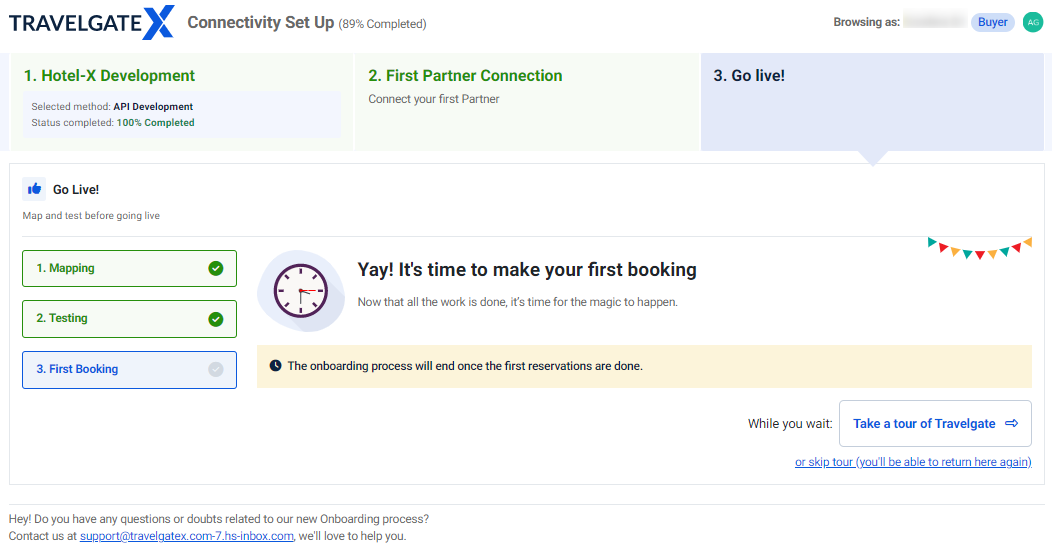 TRAVELGATEX Connectivity Set Up (89% Completed) Browsing as: Buyer AG
1. Hotel-X Development
Selected method: API Development
Status completed: 100% Completed
2. First Partner Connection
Connect your first Partner
3. Go live!
Go Live!
Map and test before going live
1. Mapping
2. Testing
3. First Booking
Yay! It's time to make your first booking
Now that all the work is done, it's time for the magic to happen.
The onboarding process will end once the first reservations are done.
While you wait: Take a tour of Travelgate ⇨
or skip tour (you'll be able to return here again)
Hey! Do you have any questions or doubts related to our new Onboarding process?
Contact us at support@travelgatex.com-7.hs-inbox.com, we'll love to help you.